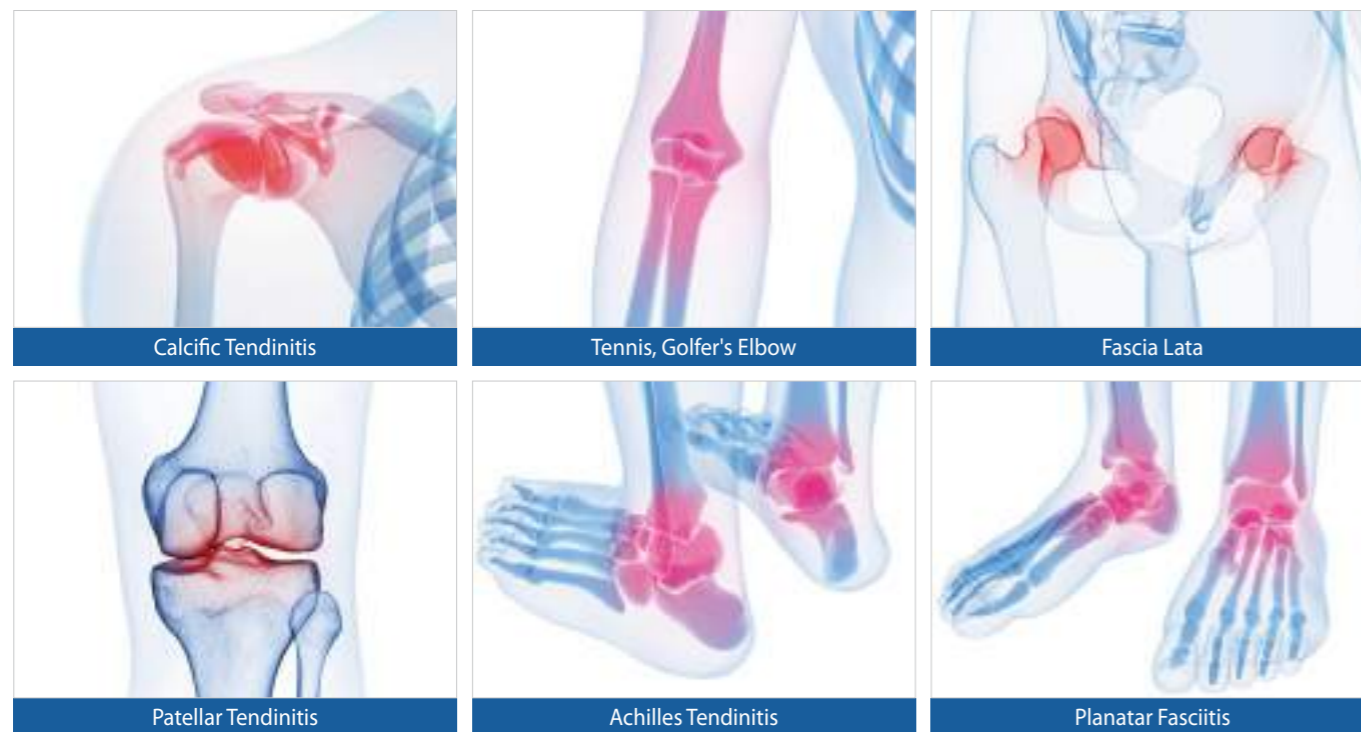 Calcific Tendinitis
Tennis, Golfer's Elbow
Fascia Lata
Patellar Tendinitis
Achilles Tendinitis
Planatar Fasciitis